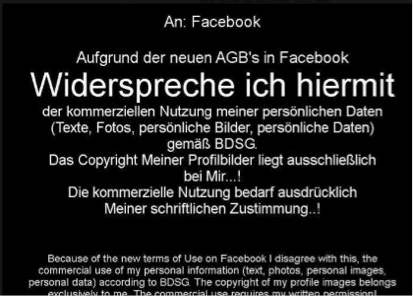 An: Facebook
Aufgrund der neuen AGB's in Facebook
Widerspreche ich hiermit
der kommerziellen Nutzung meiner persönlichen Daten
(Texte, Fotos, persönliche Bilder, persönliche Daten)
gemäß BDSG.
Das Copyright Meiner Profilbilder liegt ausschließlich
bei Mir...!
Die kommerzielle Nutzung bedarf ausdrücklich
Meiner schriftlichen Zustimmung..!
Because of the new terms of Use on Facebook I disagree with this, the
commercial use of my personal information (text, photos, personal images,
personal data) according to BDSG. The copyright of my profile images belongs
exclusively to me. The commercial use requires my written permission!